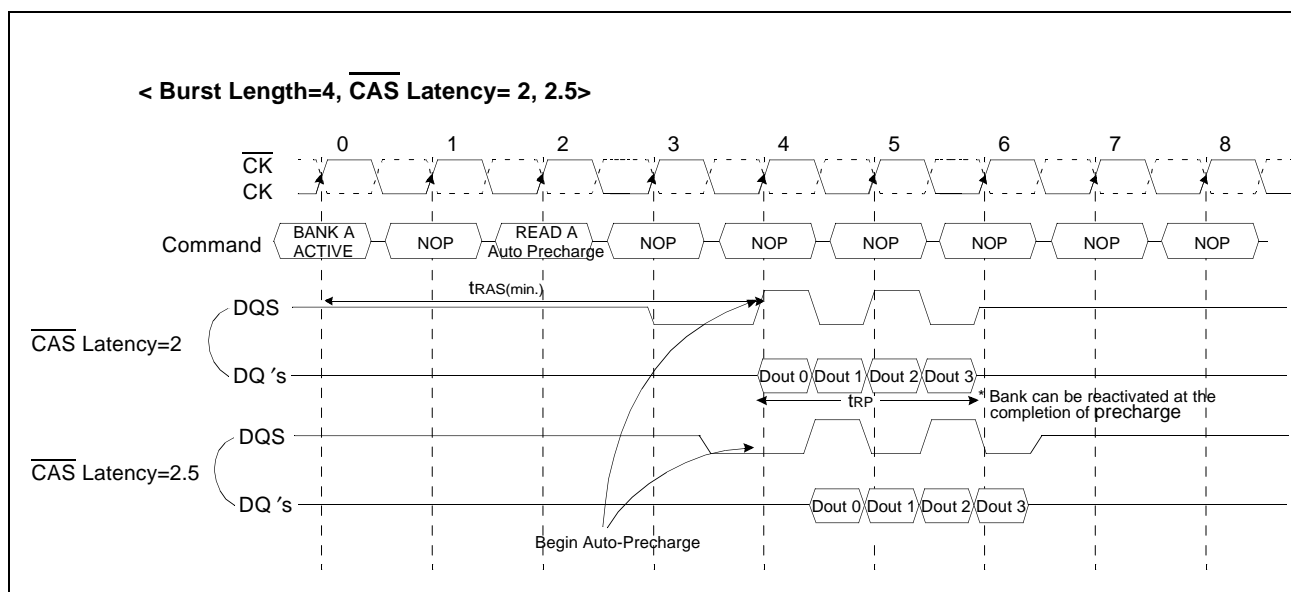 < Burst Length=4, CAS Latency= 2, 2.5>
0 1 2 3 4 5 6 7 8
CK
CK
Command
BANK A
ACTIVE
NOP
READ A
Auto Precharge
NOP
NOP
NOP
NOP
NOP
NOP
tRAS(min.)
DQS
CAS Latency=2
DQ ′s
Dout 0 Dout 1 Dout 2 Dout 3
tRP
* Bank can be reactivated at the
completion of precharge
DQS
CAS Latency=2.5
DQ ′s
Dout 0 Dout 1 Dout 2 Dout 3
Begin Auto-Precharge